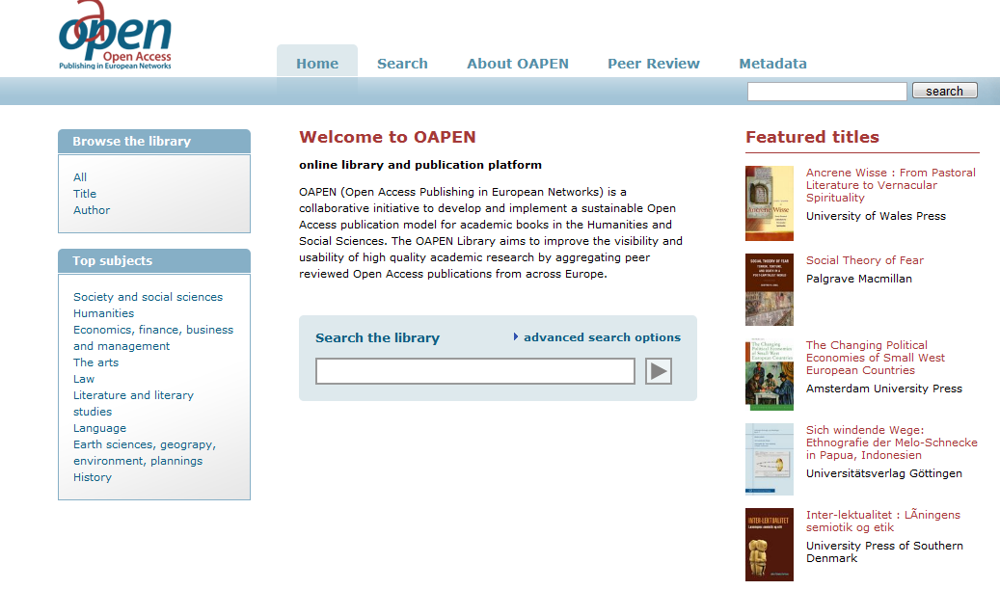 oapen
Open Access
Publishing in European Networks
Home
Search
About OAPEN
Peer Review
Metadata
search
Browse the library
All
Title
Author
Top subjects
Society and social sciences
Humanities
Economics, finance, business
and management
The arts
Law
Literature and literary
studies
Language
Earth sciences, geograpy,
environment, plannings
History
Welcome to OAPEN
online library and publication platform
OAPEN (Open Access Publishing in European Networks) is a
collaborative initiative to develop and implement a sustainable Open
Access publication model for academic books in the Humanities and
Social Sciences. The OAPEN Library aims to improve the visibility and
usability of high quality academic research by aggregating peer
reviewed Open Access publications from across Europe.
Search the library
advanced search options
Featured titles
Ancrene Wisse
Ancrene Wisse : From Pastoral
Literature to Vernacular
Spirituality
University of Wales Press
SOCIAL THEORY OF FEAR
Social Theory of Fear
Palgrave Macmillan
The Changing
Political Economies
of Small West
European Countries
The Changing Political
Economies of Small West
European Countries
Amsterdam University Press
Sich windende Wege:
Ethnografie der Melo-Schnecke
in Papua, Indonesien
Universitätsverlag Göttingen
INTER-LEKTUALITET
Inter-lektualitet : LÃningens
semiotik og etik
University Press of Southern
Denmark